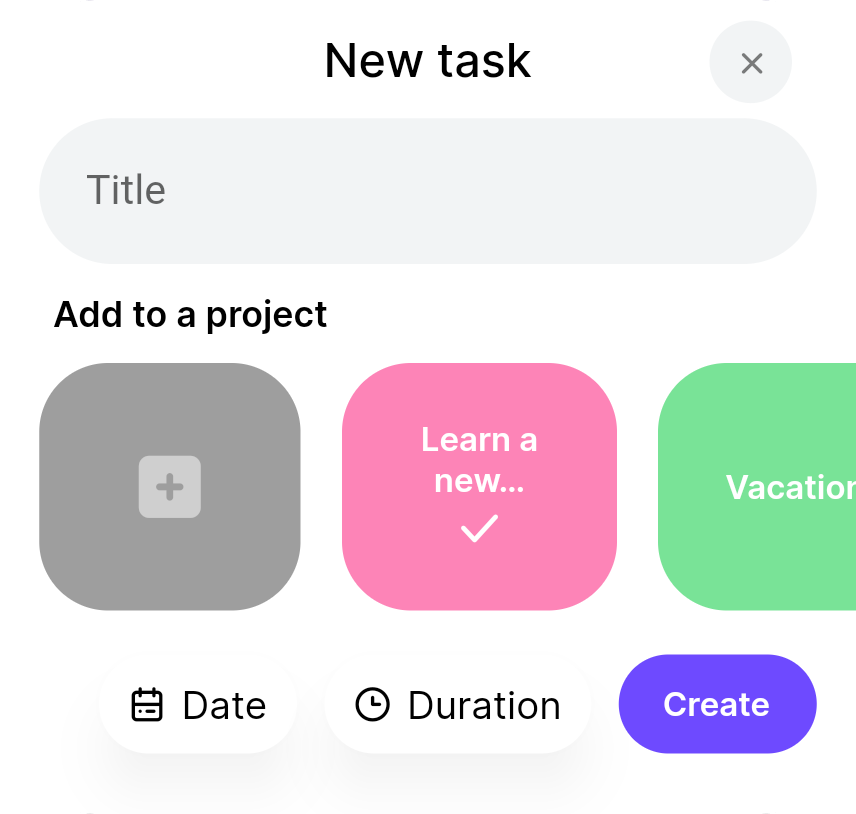 New task
Title
Add to a project
Learn a
new...
Date
Duration
Create